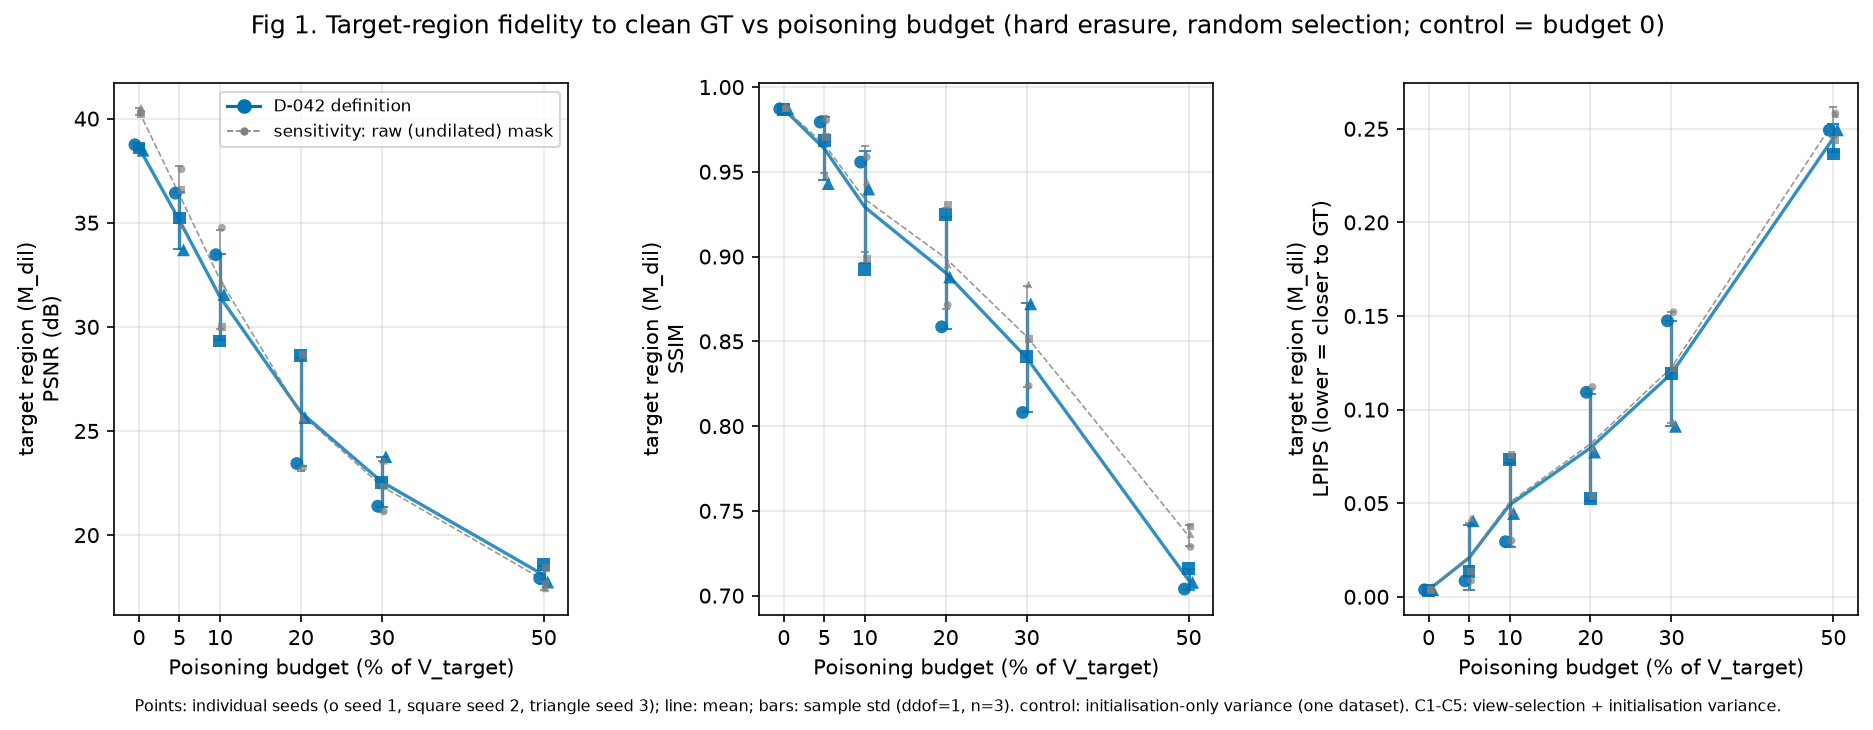 Fig 1. Target-region fidelity to clean GT vs poisoning budget (hard erasure, random selection; control = budget 0)
target region (M_dil)
PSNR (dB)
40
35
30
25
20
D-042 definition
sensitivity: raw (undilated) mask
0 5 10 20 30 50
Poisoning budget (% of V_target)
target region (M_dil)
SSIM
1.00
0.95
0.90
0.85
0.80
0.75
0.70
0 5 10 20 30 50
Poisoning budget (% of V_target)
target region (M_dil)
LPIPS (lower = closer to GT)
0.25
0.20
0.15
0.10
0.05
0.00
0 5 10 20 30 50
Poisoning budget (% of V_target)
Points: individual seeds (o seed 1, square seed 2, triangle seed 3); line: mean; bars: sample std (ddof=1, n=3). control: initialisation-only variance (one dataset). C1-C5: view-selection + initialisation variance.